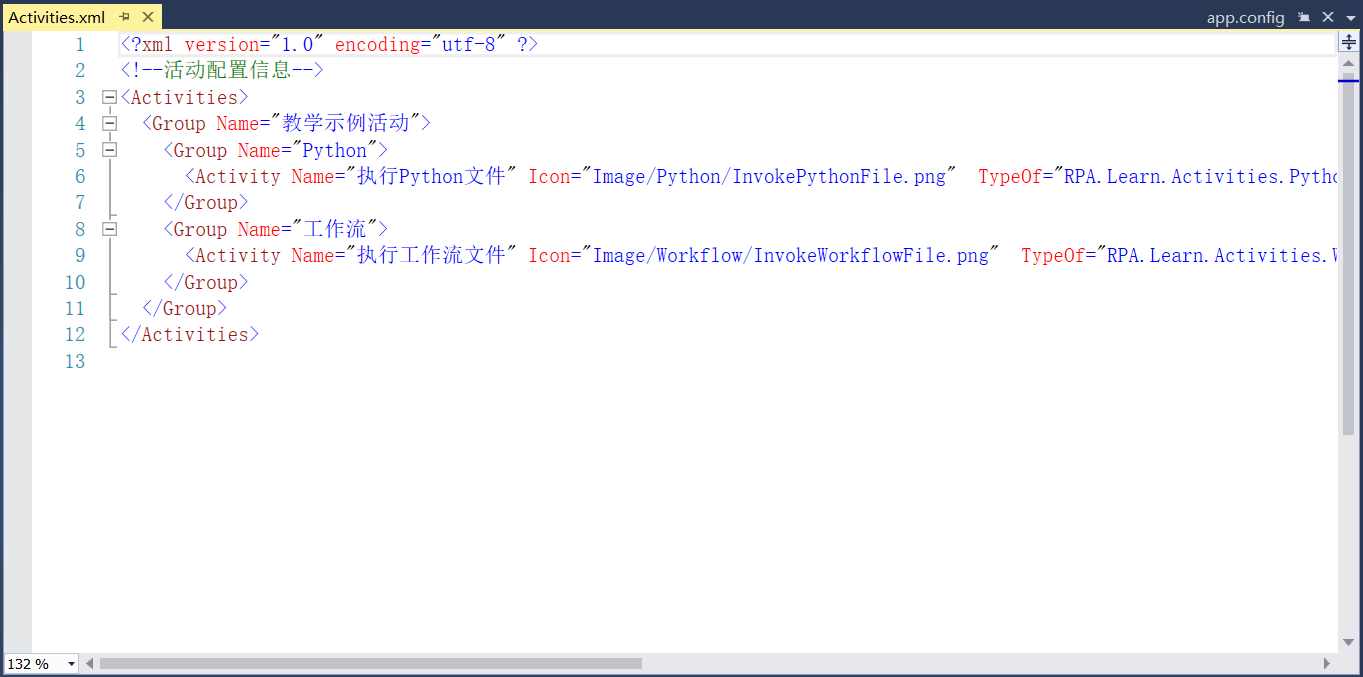 Activities.xml
app.config
1 <?xml version="1.0" encoding="utf-8" ?>
2 <!--活动配置信息-->
3 <Activities>
4 <Group Name="教学示例活动">
5 <Group Name="Python">
6 <Activity Name="执行Python文件" Icon="Image/Python/InvokePythonFile.png" TypeOf="RPA.Learn.Activities.Pytho
7 </Group>
8 <Group Name="工作流">
9 <Activity Name="执行工作流文件" Icon="Image/Workflow/InvokeWorkflowFile.png" TypeOf="RPA.Learn.Activities.W
10 </Group>
11 </Group>
12 </Activities>
13
132 %